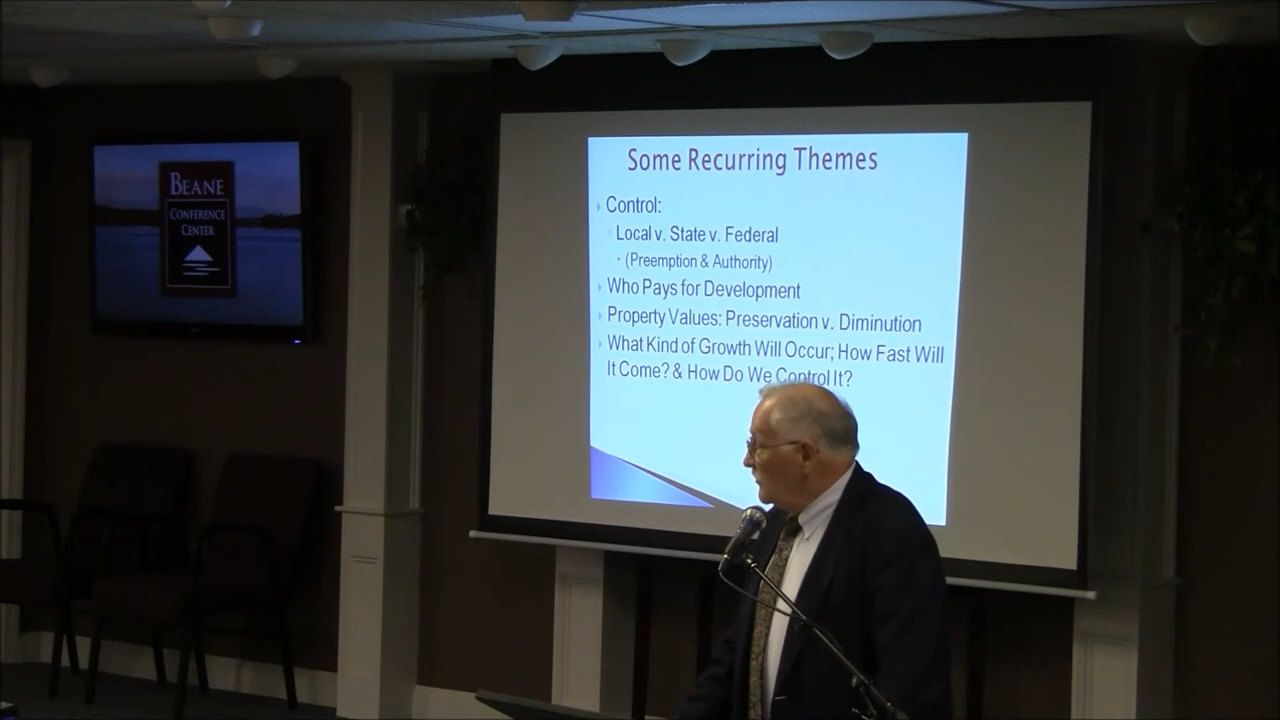 BEANE
CONFERENCE
CENTER
Some Recurring Themes
Control:
Local v. State v. Federal
(Preemption & Authority)
Who Pays for Development
Property Values: Preservation v. Diminution
What Kind of Growth Will Occur; How Fast Will
It Come? & How Do We Control It?